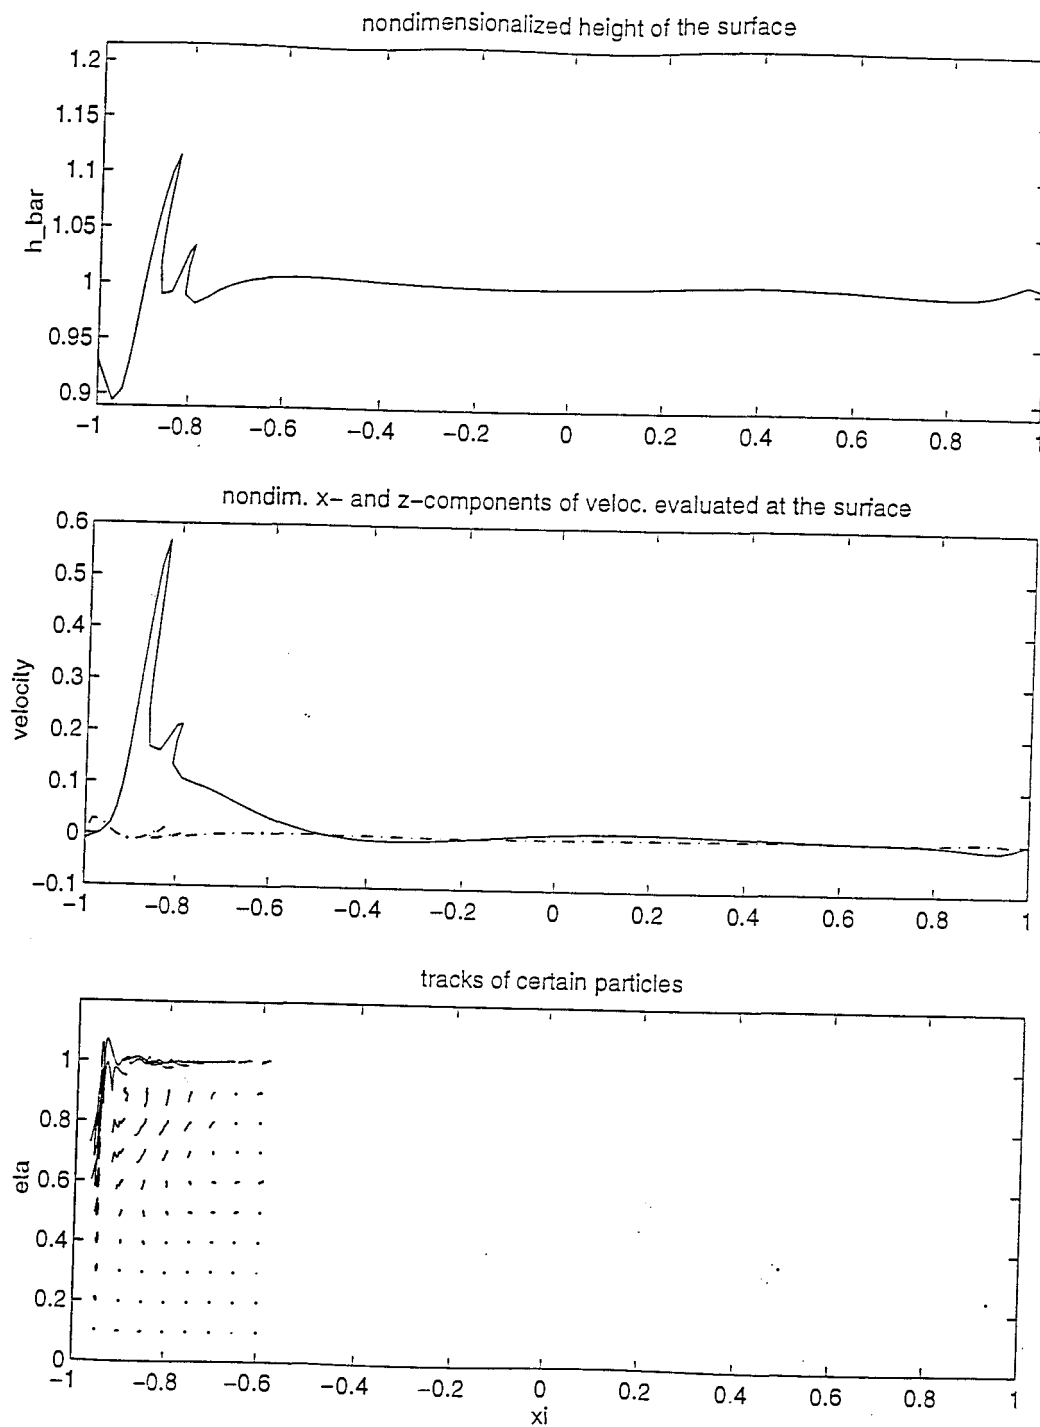 nondimensionalized height of the surface
1.2
1.15
1.1
1.05
1
0.95
0.9
h_bar
-1 -0.8 -0.6 -0.4 -0.2 0 0.2 0.4 0.6 0.8 1
nondim. x- and z-components of veloc. evaluated at the surface
0.6
0.5
0.4
0.3
0.2
0.1
0
-0.1
velocity
-1 -0.8 -0.6 -0.4 -0.2 0 0.2 0.4 0.6 0.8 1
tracks of certain particles
1
0.8
0.6
0.4
0.2
0
eta
-1 -0.8 -0.6 -0.4 -0.2 0 0.2 0.4 0.6 0.8 1
xi